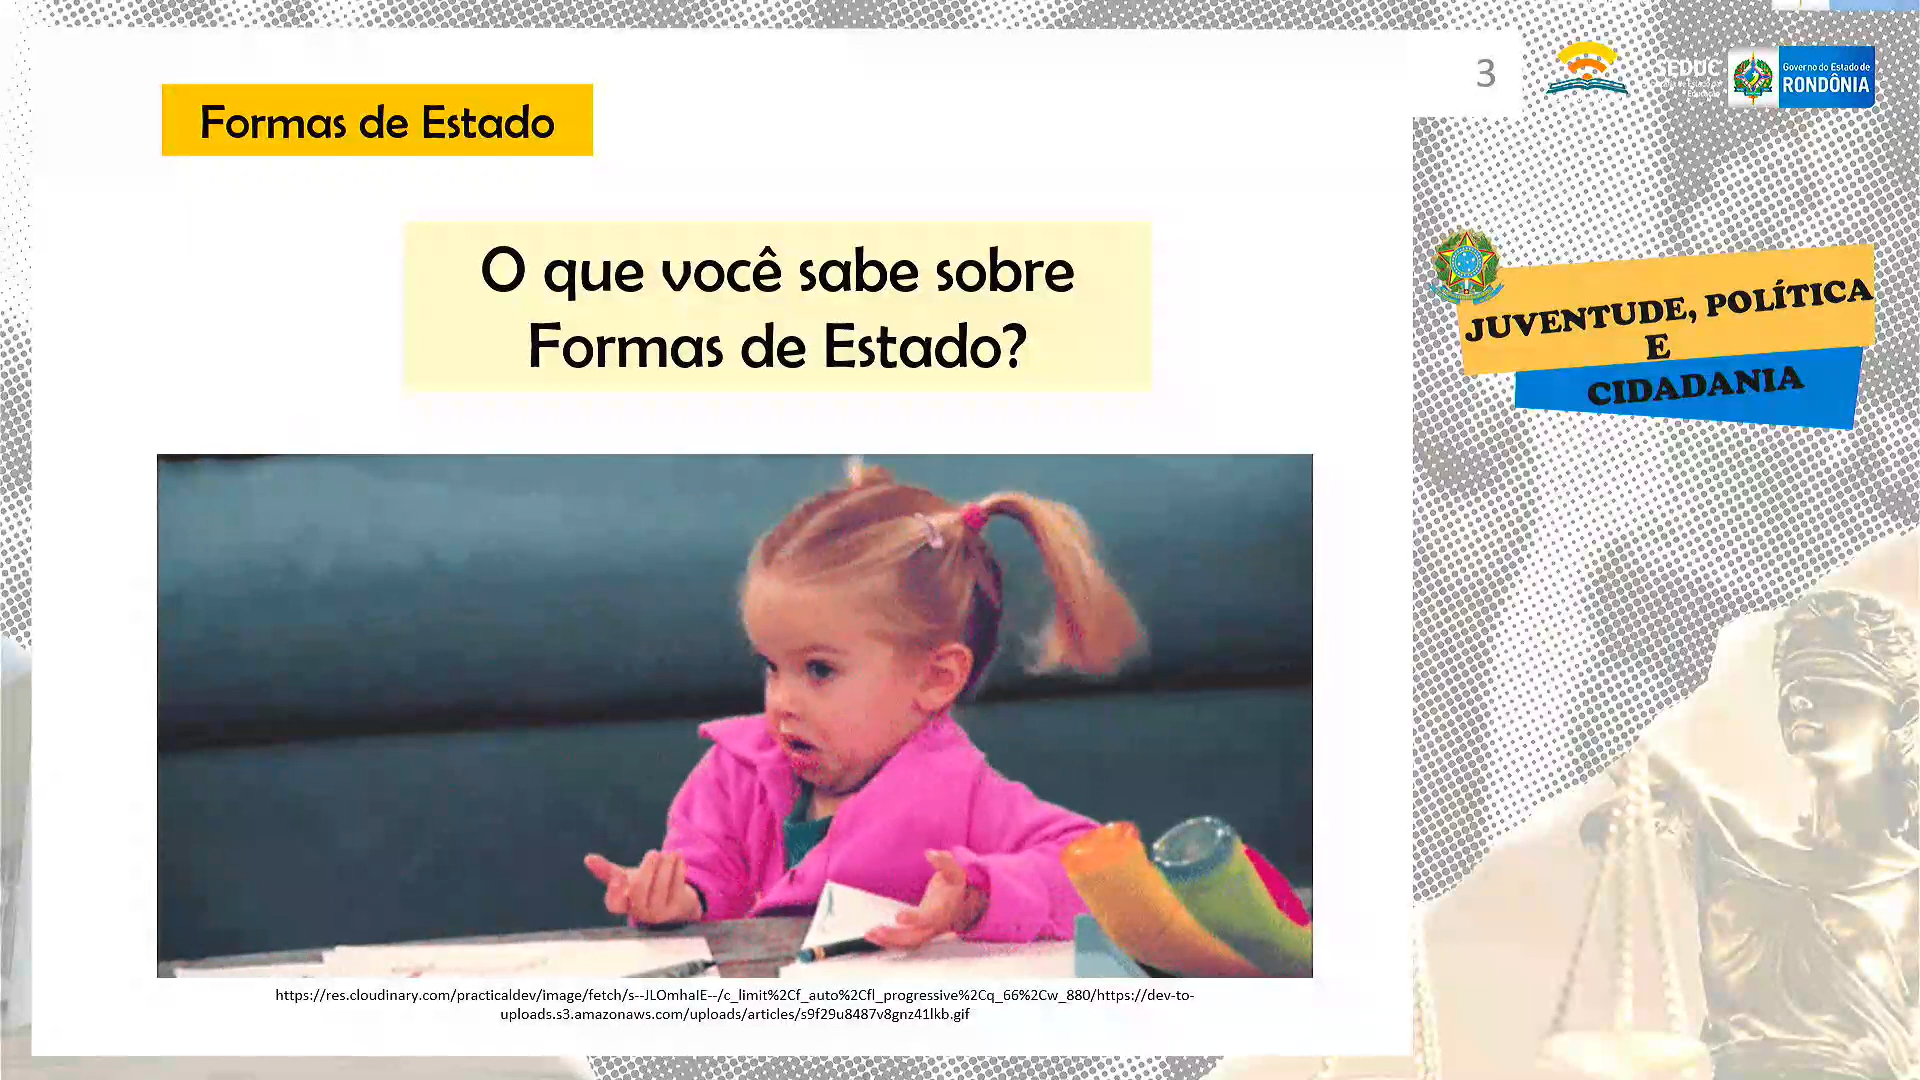 3
SEDUC
Governo do Estado de
RONDÔNIA
Formas de Estado
O que você sabe sobre
Formas de Estado?
JUVENTUDE, POLÍTICA
E
CIDADANIA
https://res.cloudinary.com/practicaldev/image/fetch/s--JLOmhaIE--/c_limit%2Cf_auto%2Cfl_progressive%2Cq_66%2Cw_880/https://dev-to-
uploads.s3.amazonaws.com/uploads/articles/s9f29u8487v8gnz41lkb.gif